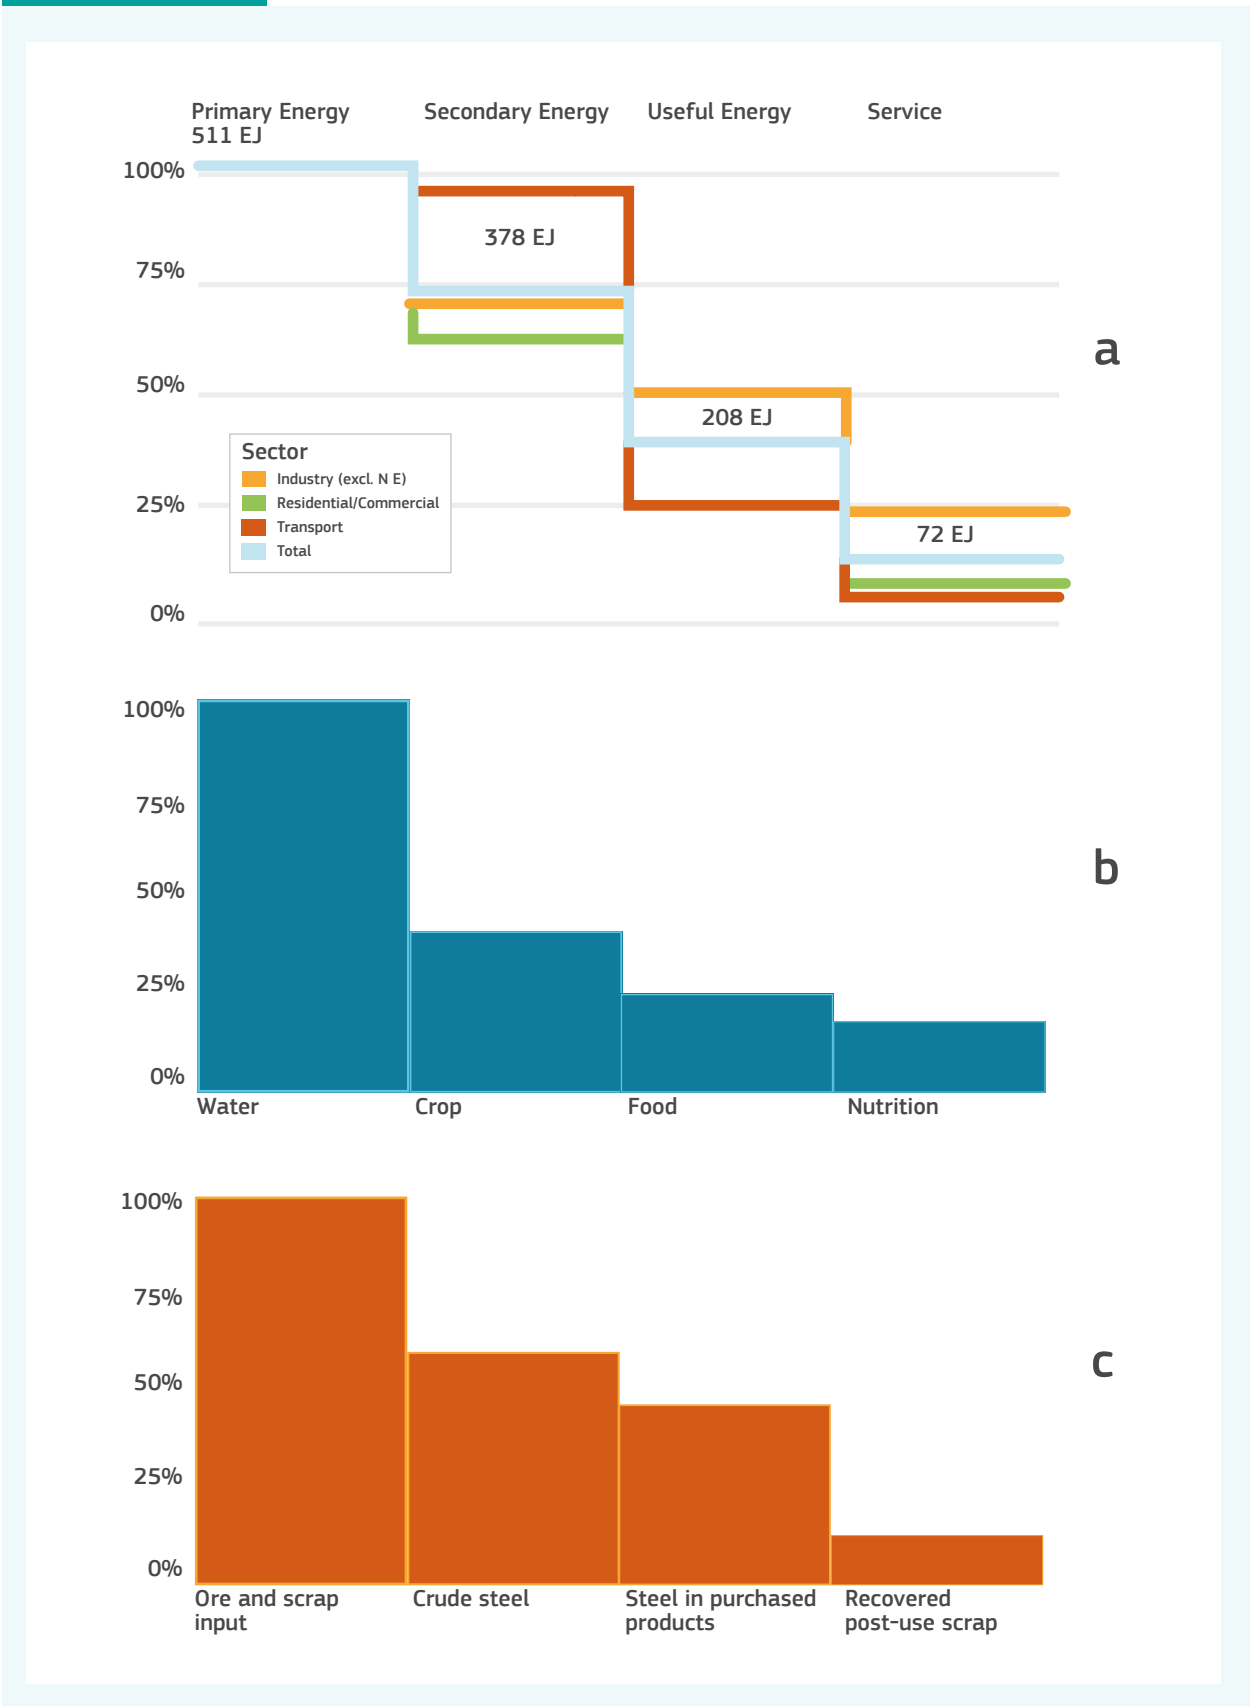 Primary Energy
511 EJ
Secondary Energy
Useful Energy
Service
100%
75%
50%
25%
0%
378 EJ
208 EJ
72 EJ
Sector
Industry (excl. N E)
Residential/Commercial
Transport
Total
a
100%
75%
50%
25%
0%
Water
Crop
Food
Nutrition
b
100%
75%
50%
25%
0%
Ore and scrap
input
Crude steel
Steel in purchased
products
Recovered
post-use scrap
c